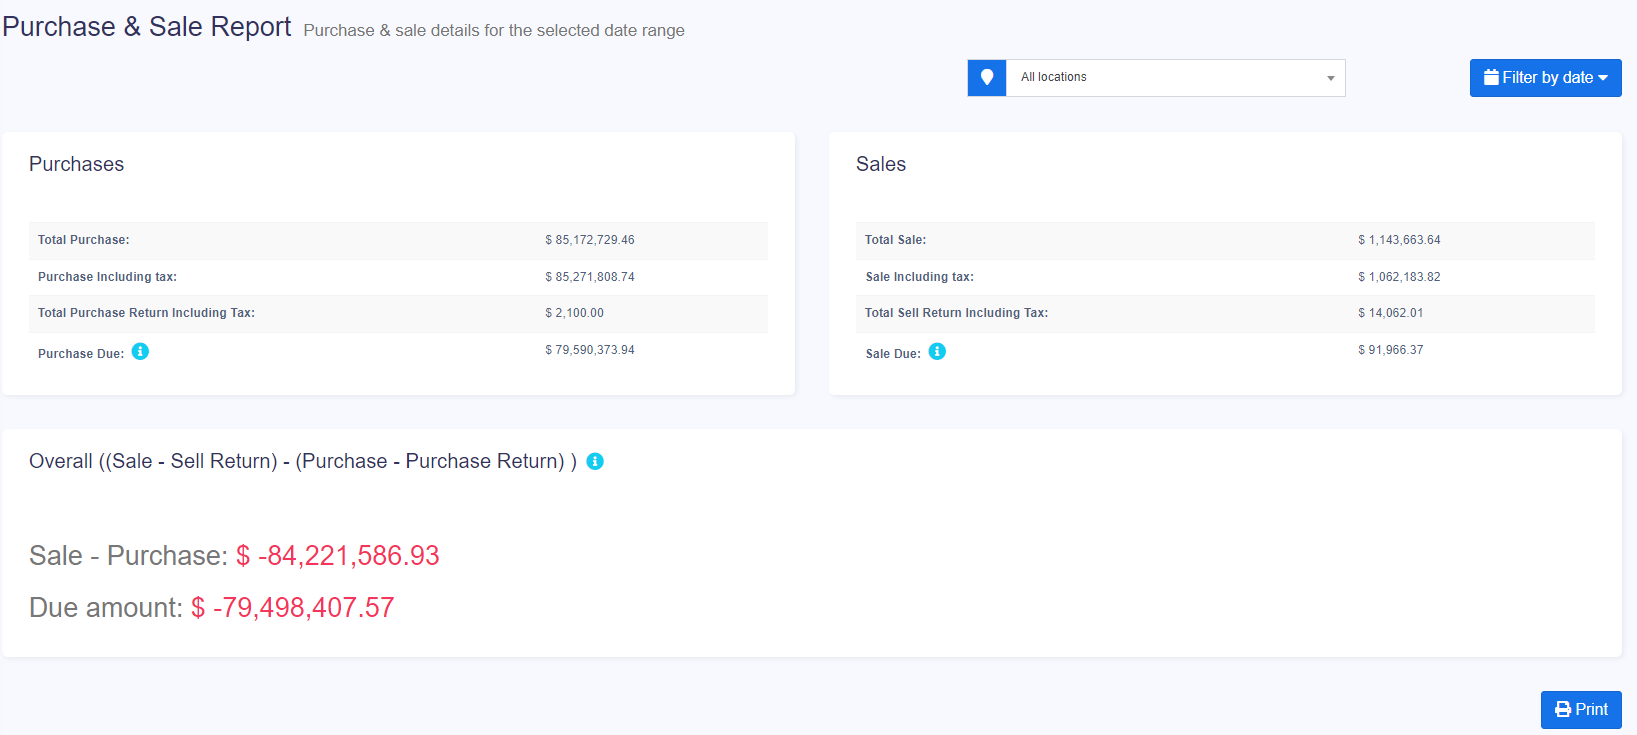 Purchase & Sale Report Purchase & sale details for the selected date range
All locations
Filter by date
Purchases
Total Purchase: $ 85,172,729.46
Purchase Including tax: $ 85,271,808.74
Total Purchase Return Including Tax: $ 2,100.00
Purchase Due: $ 79,590,373.94
Sales
Total Sale: $ 1,143,663.64
Sale Including tax: $ 1,062,183.82
Total Sell Return Including Tax: $ 14,062.01
Sale Due: $ 91,966.37
Overall ((Sale - Sell Return) - (Purchase - Purchase Return) )
Sale - Purchase: $ -84,221,586.93
Due amount: $ -79,498,407.57
Print